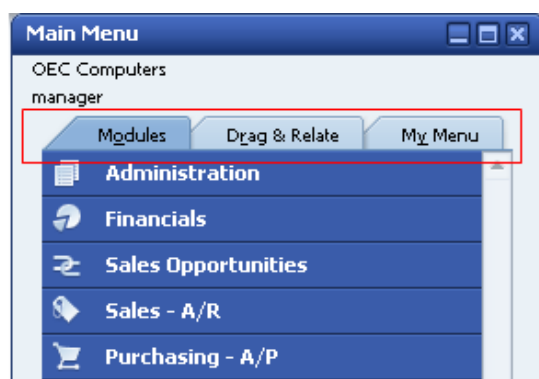 Main Menu
OEC Computers
manager
Modules Drag & Relate My Menu
Administration
Financials
Sales Opportunities
Sales - A/R
Purchasing - A/P